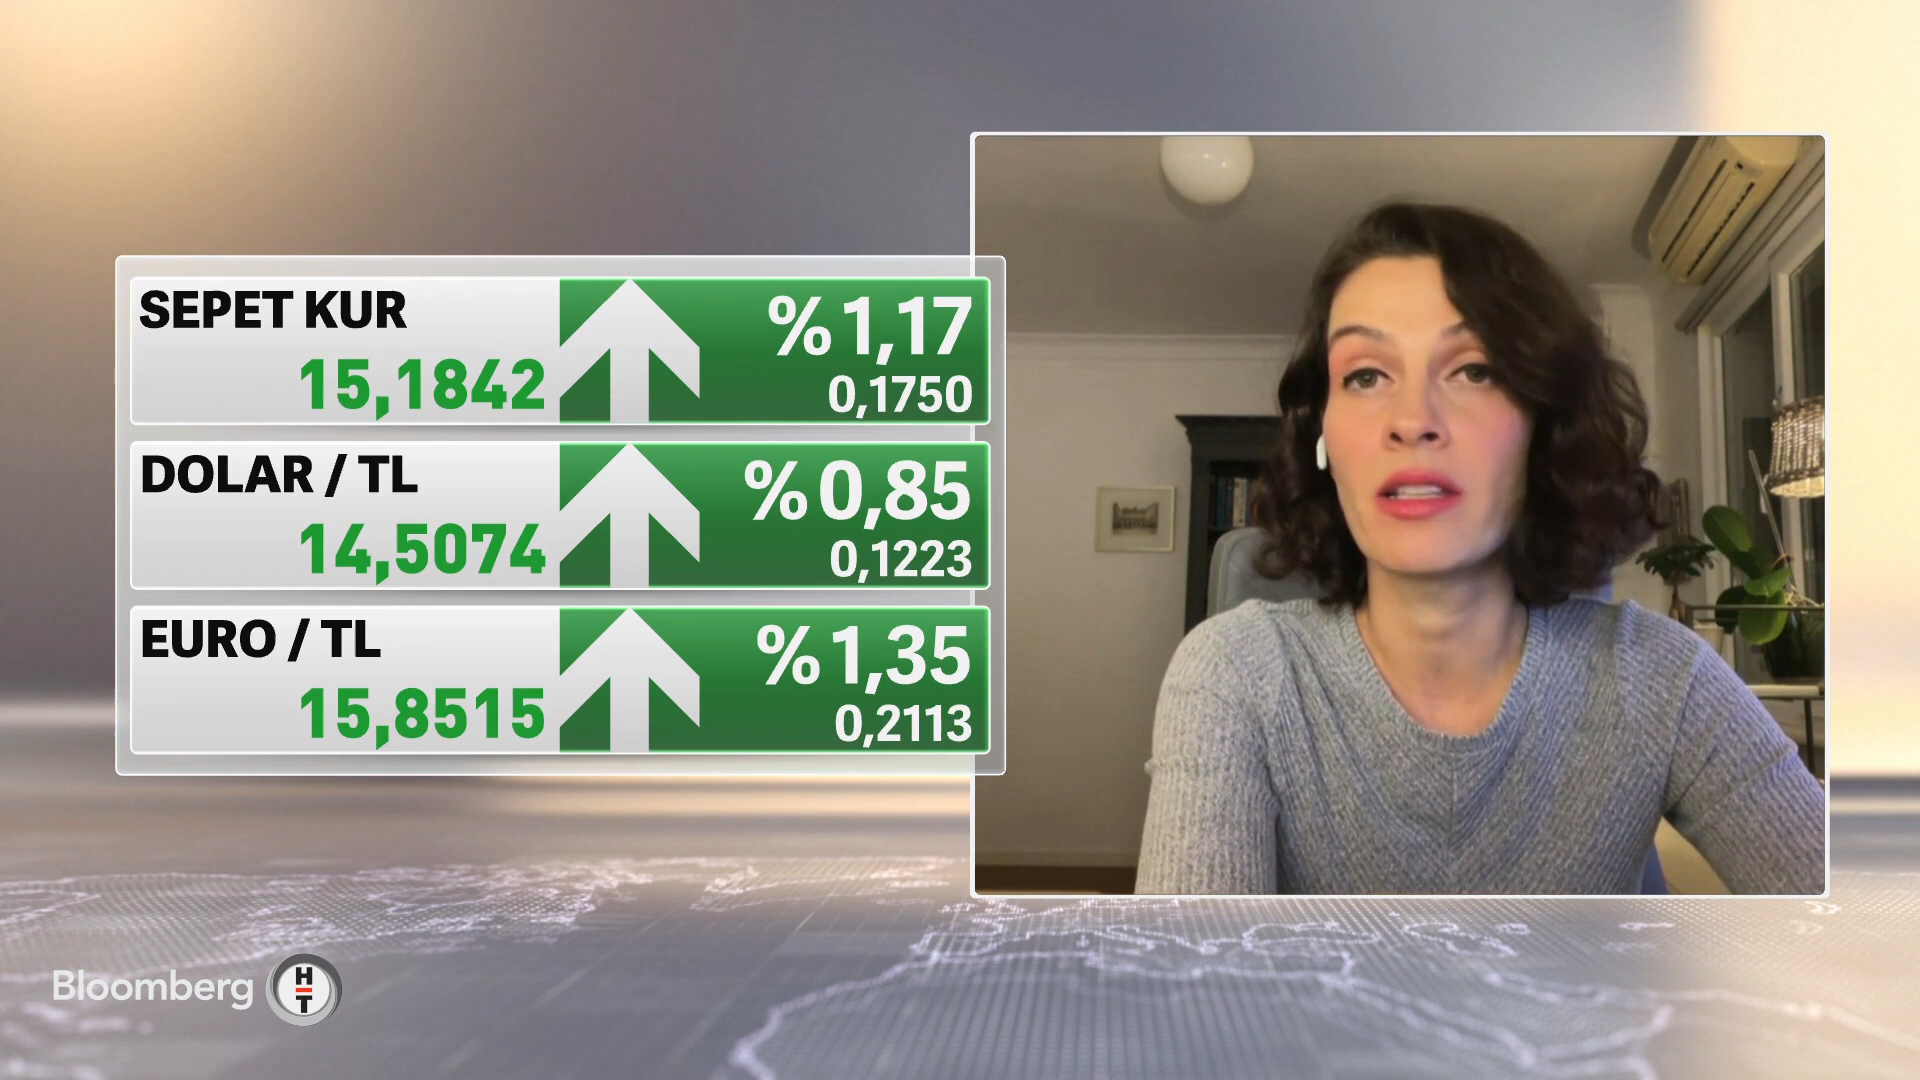 SEPET KUR
%1,17
15,1842
0,1750
DOLAR / TL
%0,85
14,5074
0,1223
EURO / TL
%1,35
15,8515
0,2113
Bloomberg HT